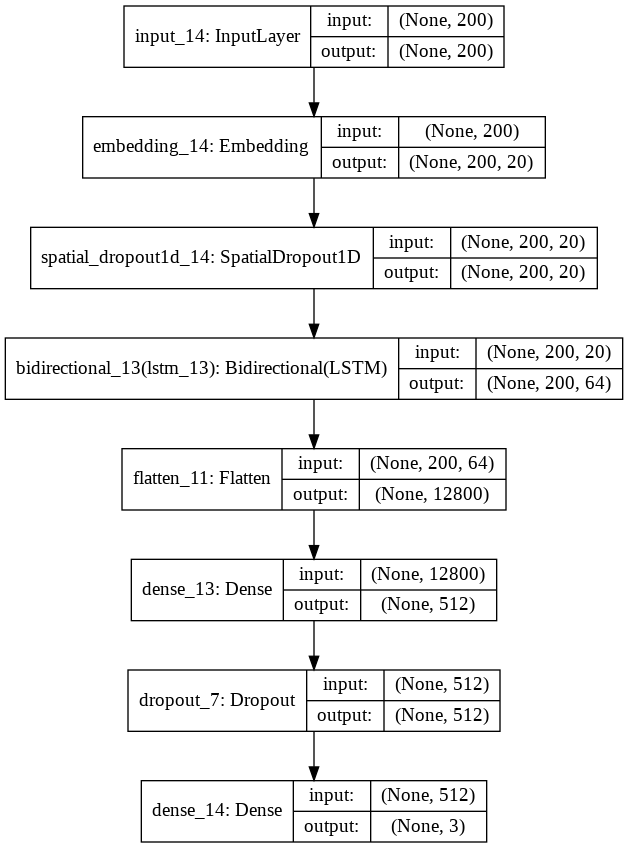 input_14: InputLayer
input: (None, 200)
output: (None, 200)
embedding_14: Embedding
input: (None, 200)
output: (None, 200, 20)
spatial_dropout1d_14: SpatialDropout1D
input: (None, 200, 20)
output: (None, 200, 20)
bidirectional_13(lstm_13): Bidirectional(LSTM)
input: (None, 200, 20)
output: (None, 200, 64)
flatten_11: Flatten
input: (None, 200, 64)
output: (None, 12800)
dense_13: Dense
input: (None, 12800)
output: (None, 512)
dropout_7: Dropout
input: (None, 512)
output: (None, 512)
dense_14: Dense
input: (None, 512)
output: (None, 3)